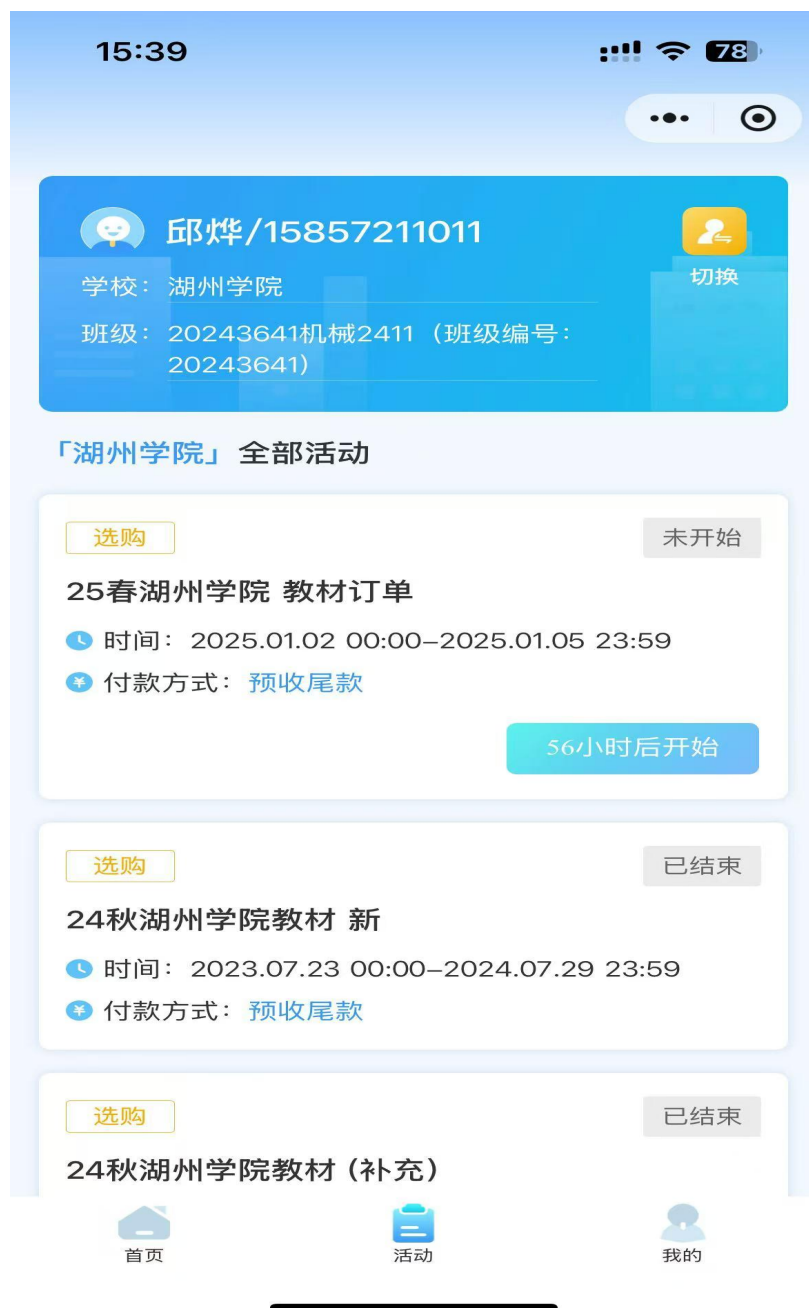 15:39
78
邱烨/15857211011
切换
学校：湖州学院
班级：20243641机械2411（班级编号：
20243641）
「湖州学院」全部活动
选购
未开始
25春湖州学院 教材订单
时间：2025.01.02 00:00–2025.01.05 23:59
¥ 付款方式：预收尾款
56小时后开始
选购
已结束
24秋湖州学院教材 新
时间：2023.07.23 00:00–2024.07.29 23:59
¥ 付款方式：预收尾款
选购
已结束
24秋湖州学院教材 (补充）
首页
活动
我的